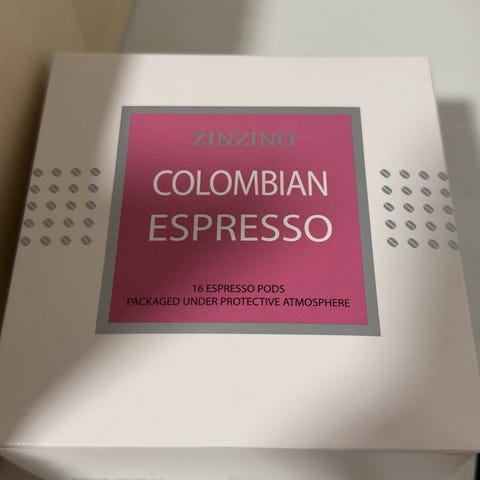 ZINZINO
COLOMBIAN
ESPRESSO
16 ESPRESSO PODS
PACKAGED UNDER PROTECTIVE ATMOSPHERE